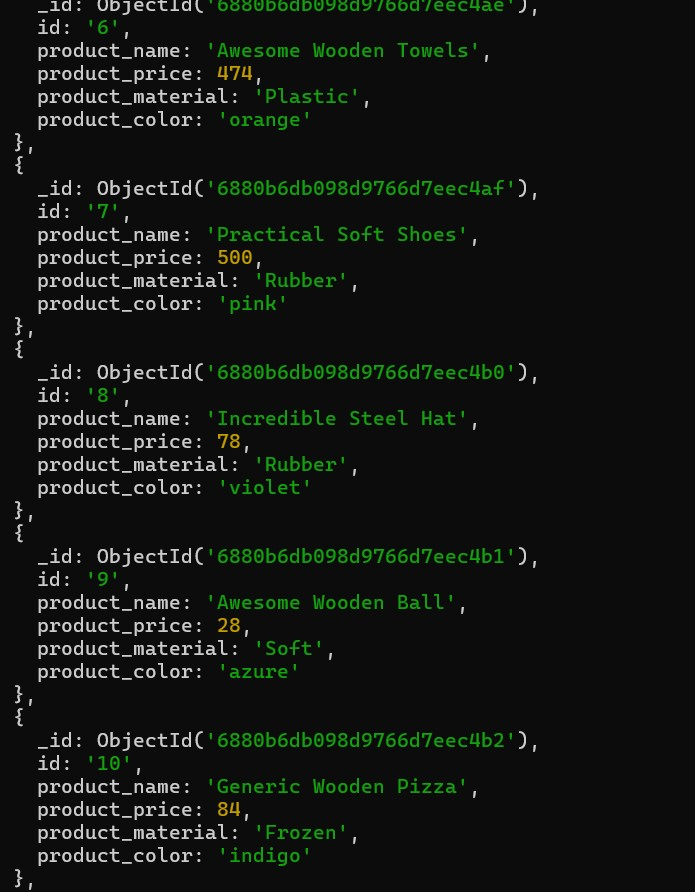 _id: ObjectId('6880b6db098d9766d7eec4ae'),
id: '6',
product_name: 'Awesome Wooden Towels',
product_price: 474,
product_material: 'Plastic',
product_color: 'orange'
},
{
_id: ObjectId('6880b6db098d9766d7eec4af'),
id: '7',
product_name: 'Practical Soft Shoes',
product_price: 500,
product_material: 'Rubber',
product_color: 'pink'
},
{
_id: ObjectId('6880b6db098d9766d7eec4b0'),
id: '8',
product_name: 'Incredible Steel Hat',
product_price: 78,
product_material: 'Rubber',
product_color: 'violet'
},
{
_id: ObjectId('6880b6db098d9766d7eec4b1'),
id: '9',
product_name: 'Awesome Wooden Ball',
product_price: 28,
product_material: 'Soft',
product_color: 'azure'
},
{
_id: ObjectId('6880b6db098d9766d7eec4b2'),
id: '10',
product_name: 'Generic Wooden Pizza',
product_price: 84,
product_material: 'Frozen',
product_color: 'indigo'
},